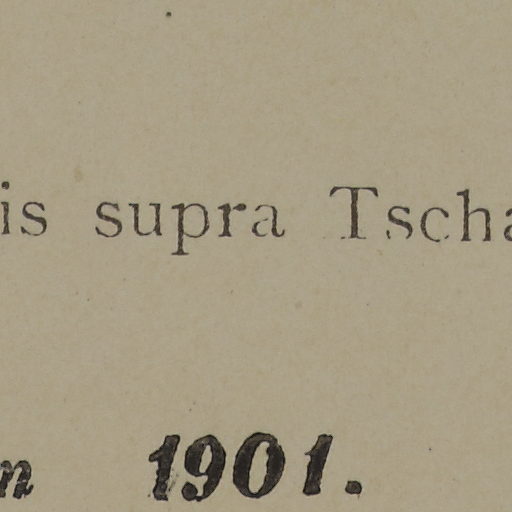 is supra Tscha
n 1901.